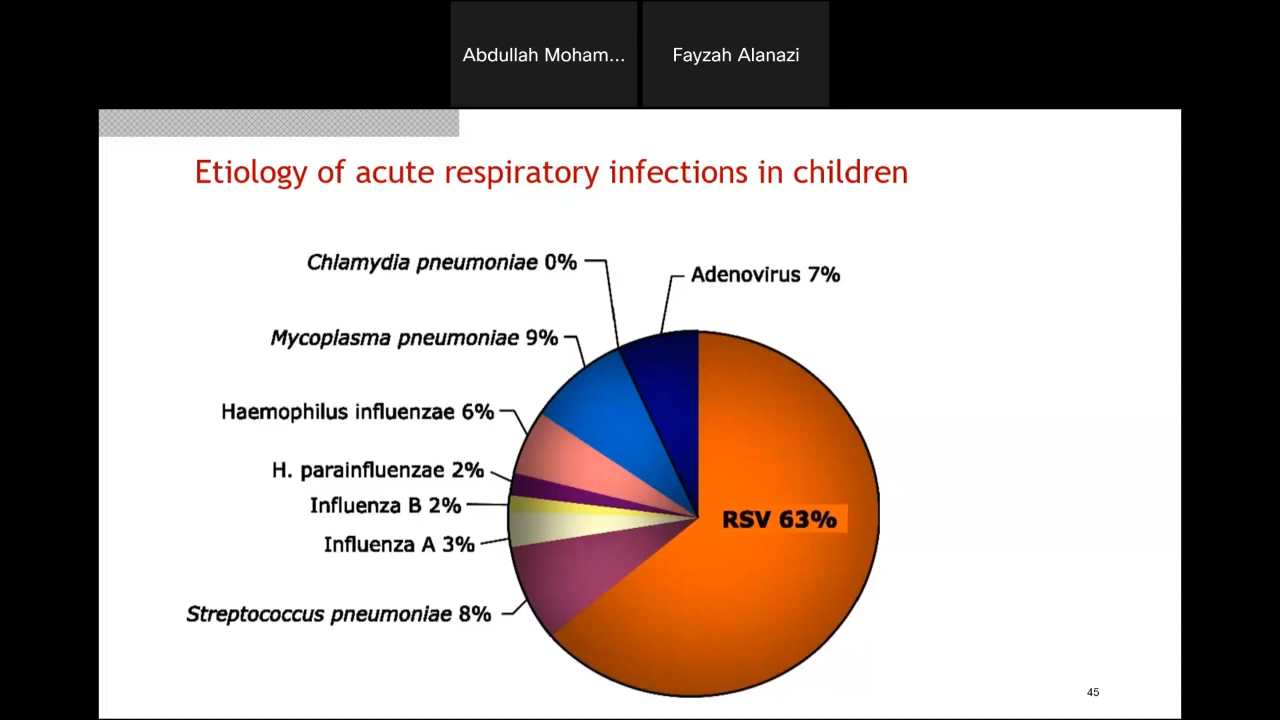 Abdullah Moham...
Fayzah Alanazi
Etiology of acute respiratory infections in children
Chlamydia pneumoniae 0%
Adenovirus 7%
Mycoplasma pneumoniae 9%
Haemophilus influenzae 6%
H. parainfluenzae 2%
Influenza B 2%
RSV 63%
Influenza A 3%
Streptococcus pneumoniae 8%
45